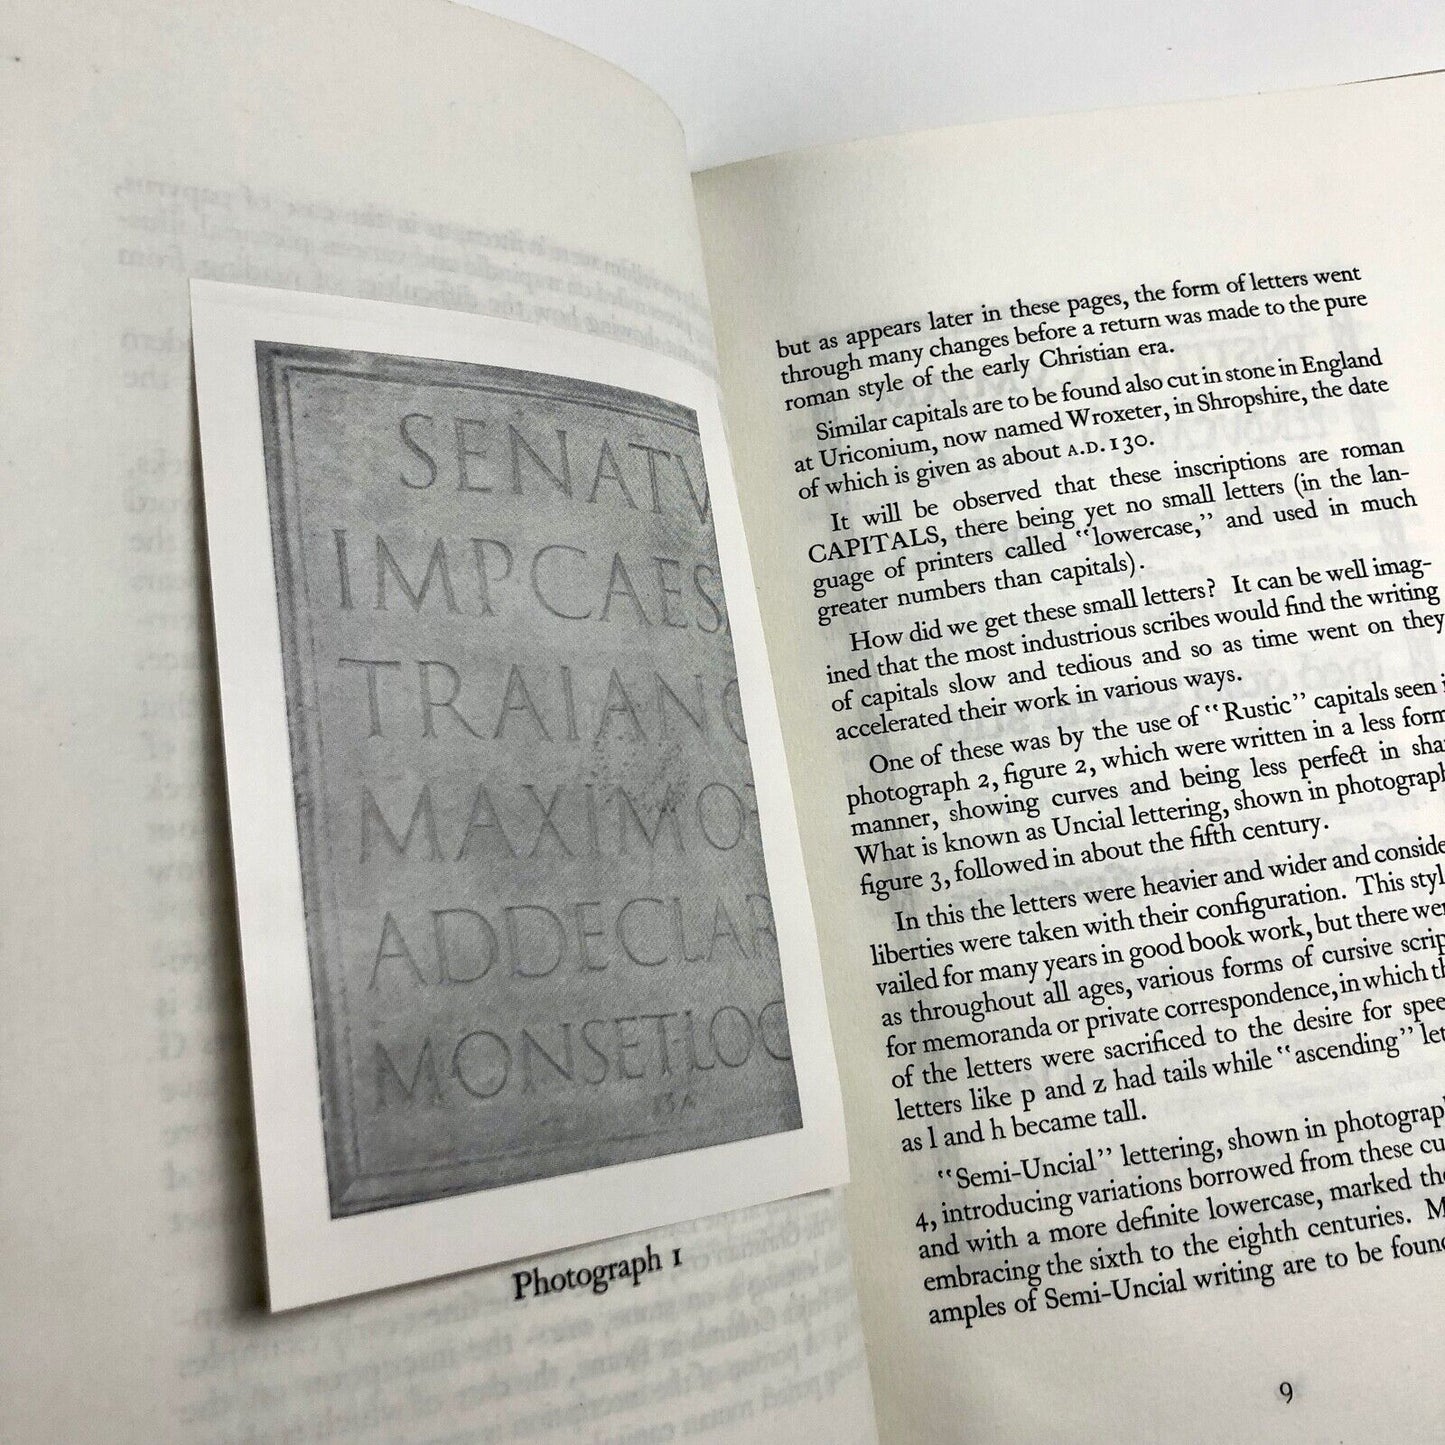 SENATV
IMPCAES
TRAIANO
MAXIMO
ADDECLAR
MONSETLOC
Photograph 1
but as appears later in these pages, the form of letters went
through many changes before a return was made to the pure
roman style of the early Christian era.
Similar capitals are to be found also cut in stone in England
at Uriconium, now named Wroxeter, in Shropshire, the date
of which is given as about A.D. 130.
It will be observed that these inscriptions are roman
CAPITALS, there being yet no small letters (in the lan-
guage of printers called "lowercase," and used in much
greater numbers than capitals).
How did we get these small letters? It can be well imag-
ined that the most industrious scribes would find the writing
of capitals slow and tedious and so as time went on they
accelerated their work in various ways.
One of these was by the use of "Rustic" capitals seen
photograph 2, figure 2, which were written in a less form
manner, showing curves and being less perfect in sha
What is known as Uncial lettering, shown in photograph
figure 3, followed in about the fifth century.
In this the letters were heavier and wider and conside
liberties were taken with their configuration. This styl
vailed for many years in good book work, but there wer
as throughout all ages, various forms of cursive scrip
for memoranda or private correspondence, in which th
of the letters were sacrificed to the desire for spee
letters like p and z had tails while "ascending" let
as l and h became tall.
"Semi-Uncial" lettering, shown in photograph
4, introducing variations borrowed from these cu
and with a more definite lowercase, marked the
embracing the sixth to the eighth centuries. M
amples of Semi-Uncial writing are to be found
9